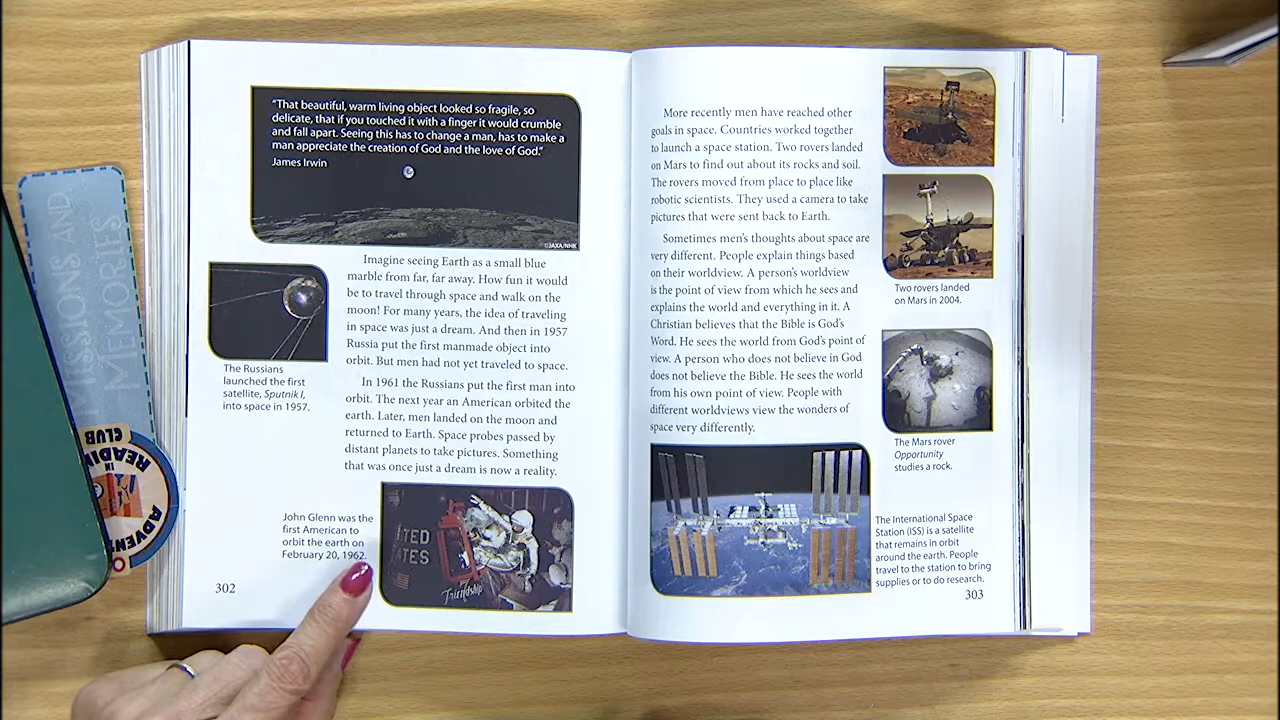 “That beautiful, warm living object looked so fragile, so
delicate, that if you touched it with a finger it would crumble
and fall apart. Seeing this has to change a man, has to make a
man appreciate the creation of God and the love of God.”
James Irwin
©JAXA/NHK
Imagine seeing Earth as a small blue
marble from far, far away. How fun it would
be to travel through space and walk on the
moon! For many years, the idea of traveling
in space was just a dream. And then in 1957
Russia put the first manmade object into
orbit. But men had not yet traveled to space.
The Russians
launched the first
satellite, Sputnik I,
into space in 1957.
In 1961 the Russians put the first man into
orbit. The next year an American orbited the
earth. Later, men landed on the moon and
returned to Earth. Space probes passed by
distant planets to take pictures. Something
that was once just a dream is now a reality.
John Glenn was the
first American to
orbit the earth on
February 20, 1962.
ITED
ATES
Friendship
302
More recently men have reached other
goals in space. Countries worked together
to launch a space station. Two rovers landed
on Mars to find out about its rocks and soil.
The rovers moved from place to place like
robotic scientists. They used a camera to take
pictures that were sent back to Earth.
Sometimes men’s thoughts about space are
very different. People explain things based
on their worldview. A person’s worldview
is the point of view from which he sees and
explains the world and everything in it. A
Christian believes that the Bible is God’s
Word. He sees the world from God’s point of
view. A person who does not believe in God
does not believe the Bible. He sees the world
from his own point of view. People with
different worldviews view the wonders of
space very differently.
Two rovers landed
on Mars in 2004.
The Mars rover
Opportunity
studies a rock.
The International Space
Station (ISS) is a satellite
that remains in orbit
around the earth. People
travel to the station to bring
supplies or to do research.
303
MISSIONS AND
MEMORIES
ADVENT
IN
READIN
CLUB